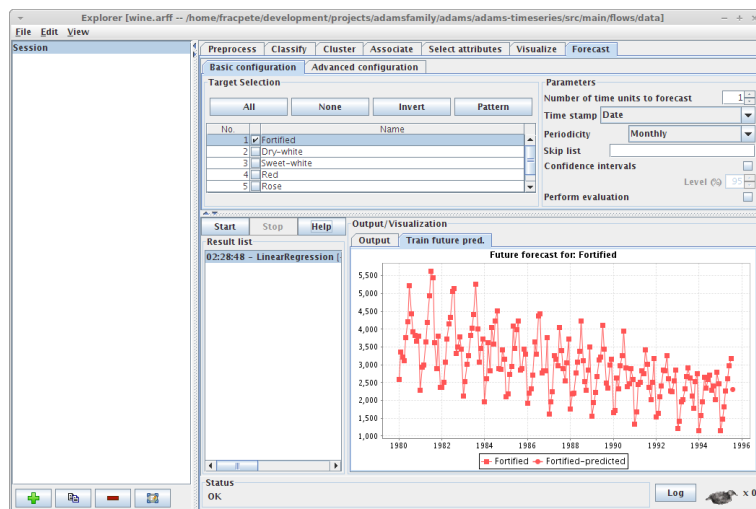 Explorer [wine.arff -- /home/fracpete/development/projects/adamsfamily/adams/adams-timeseries/src/main/flows/data]
File Edit View
Session
Preprocess Classify Cluster Associate Select attributes Visualize Forecast
Basic configuration Advanced configuration
Target Selection
All None Invert Pattern
No. Name
1 Fortified
2 Dry-white
3 Sweet-white
4 Red
5 Rose
Parameters
Number of time units to forecast 1
Time stamp Date
Periodicity Monthly
Skip list
Confidence intervals
Level (%) 95
Perform evaluation
Start Stop Help
Result list
02:28:48 - LinearRegression [
Output/Visualization
Output Train future pred.
Future forecast for: Fortified
5,500
5,000
4,500
4,000
3,500
3,000
2,500
2,000
1,500
1,000
1980 1982 1984 1986 1988 1990 1992 1994 1996
Fortified Fortified-predicted
Status
OK
Log
x 0